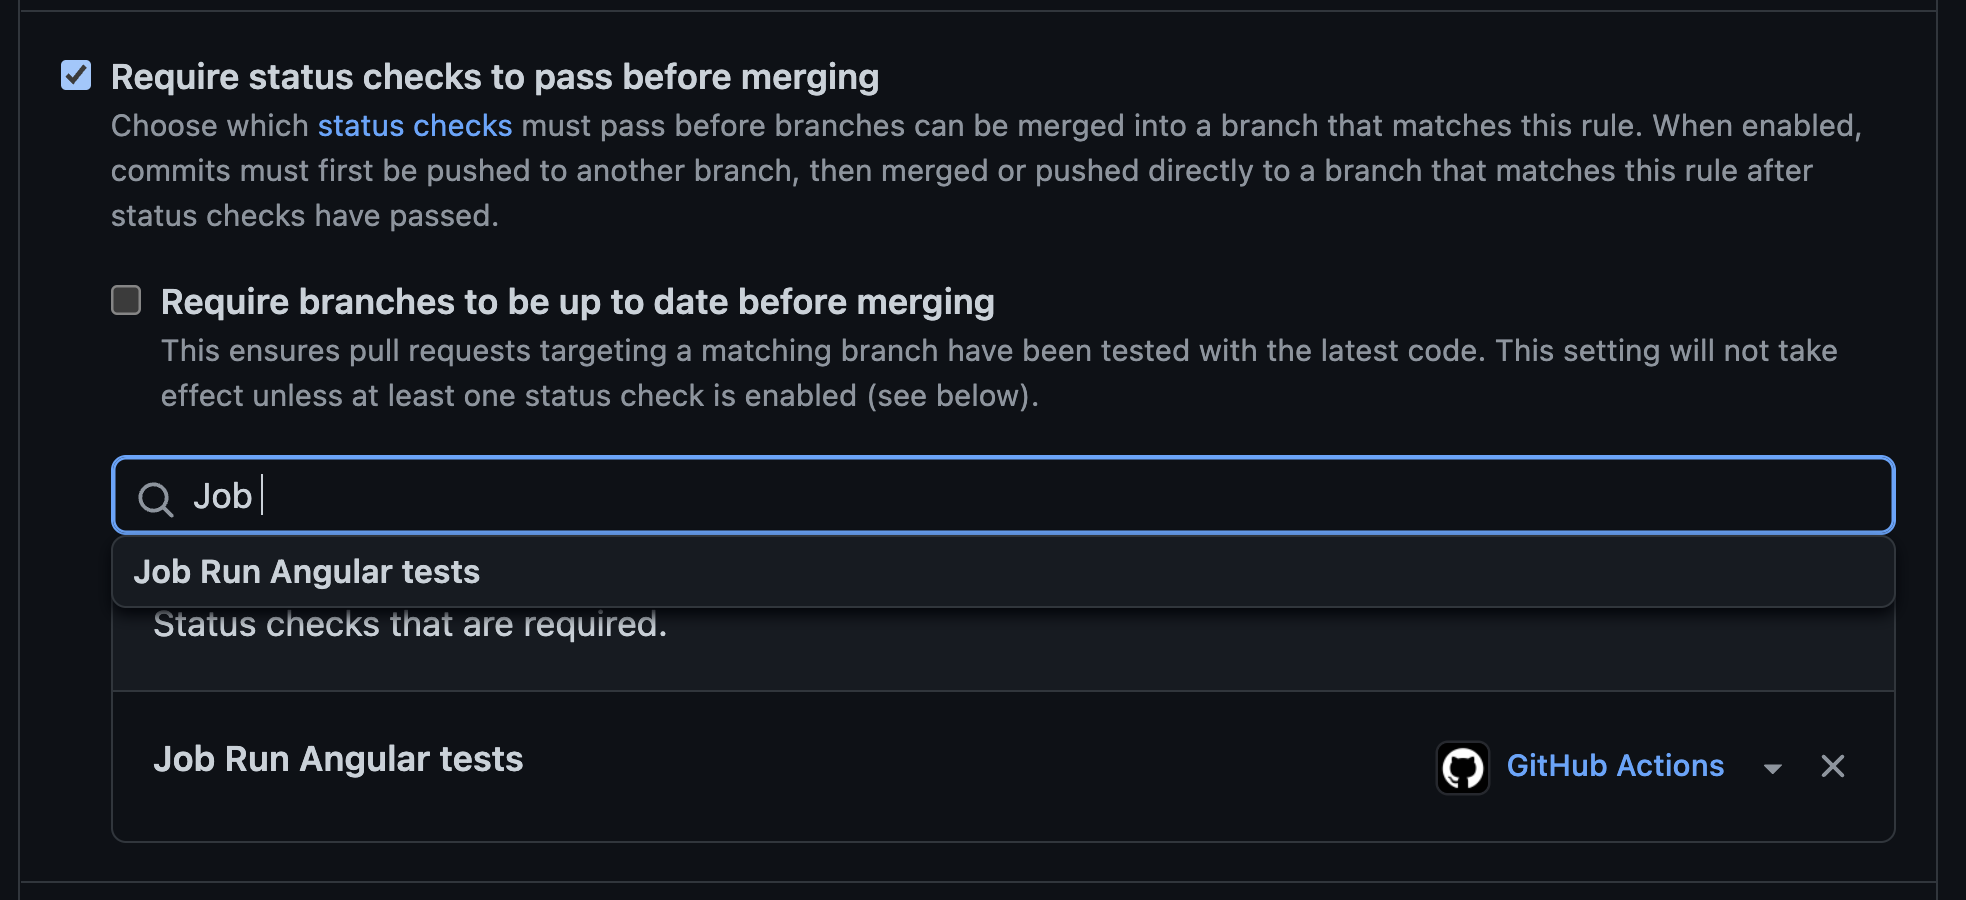 Require status checks to pass before merging
Choose which status checks must pass before branches can be merged into a branch that matches this rule. When enabled,
commits must first be pushed to another branch, then merged or pushed directly to a branch that matches this rule after
status checks have passed.
Require branches to be up to date before merging
This ensures pull requests targeting a matching branch have been tested with the latest code. This setting will not take
effect unless at least one status check is enabled (see below).
Job
Job Run Angular tests
Status checks that are required.
Job Run Angular tests
GitHub Actions